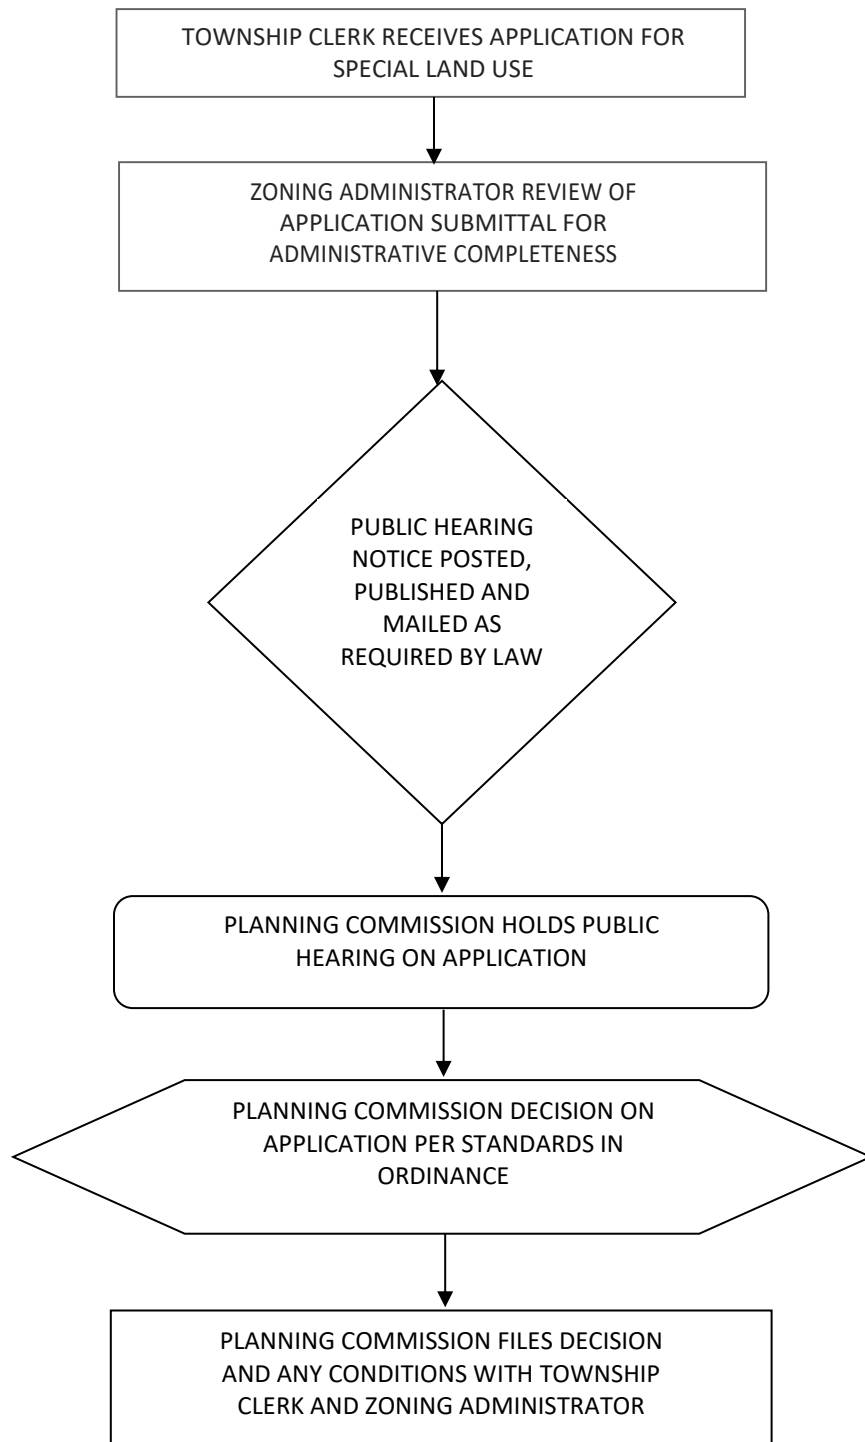 TOWNSHIP CLERK RECEIVES APPLICATION FOR
SPECIAL LAND USE
ZONING ADMINISTRATOR REVIEW OF
APPLICATION SUBMITTAL FOR
ADMINISTRATIVE COMPLETENESS
PUBLIC HEARING
NOTICE POSTED,
PUBLISHED AND
MAILED AS
REQUIRED BY LAW
PLANNING COMMISSION HOLDS PUBLIC
HEARING ON APPLICATION
PLANNING COMMISSION DECISION ON
APPLICATION PER STANDARDS IN
ORDINANCE
PLANNING COMMISSION FILES DECISION
AND ANY CONDITIONS WITH TOWNSHIP
CLERK AND ZONING ADMINISTRATOR